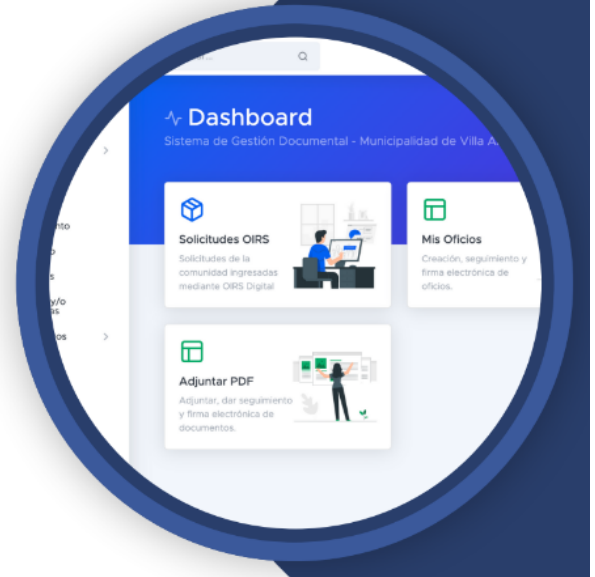 Dashboard
Sistema de Gestión Documental - Municipalidad de Villa A
Solicitudes OIRS
Solicitudes de la
comunidad ingresadas
mediante OIRS Digital
Mis Oficios
Creación, seguimiento y
firma electrónica de
oficios.
Adjuntar PDF
Adjuntar, dar seguimiento
y firma electrónica de
documentos.
y/o